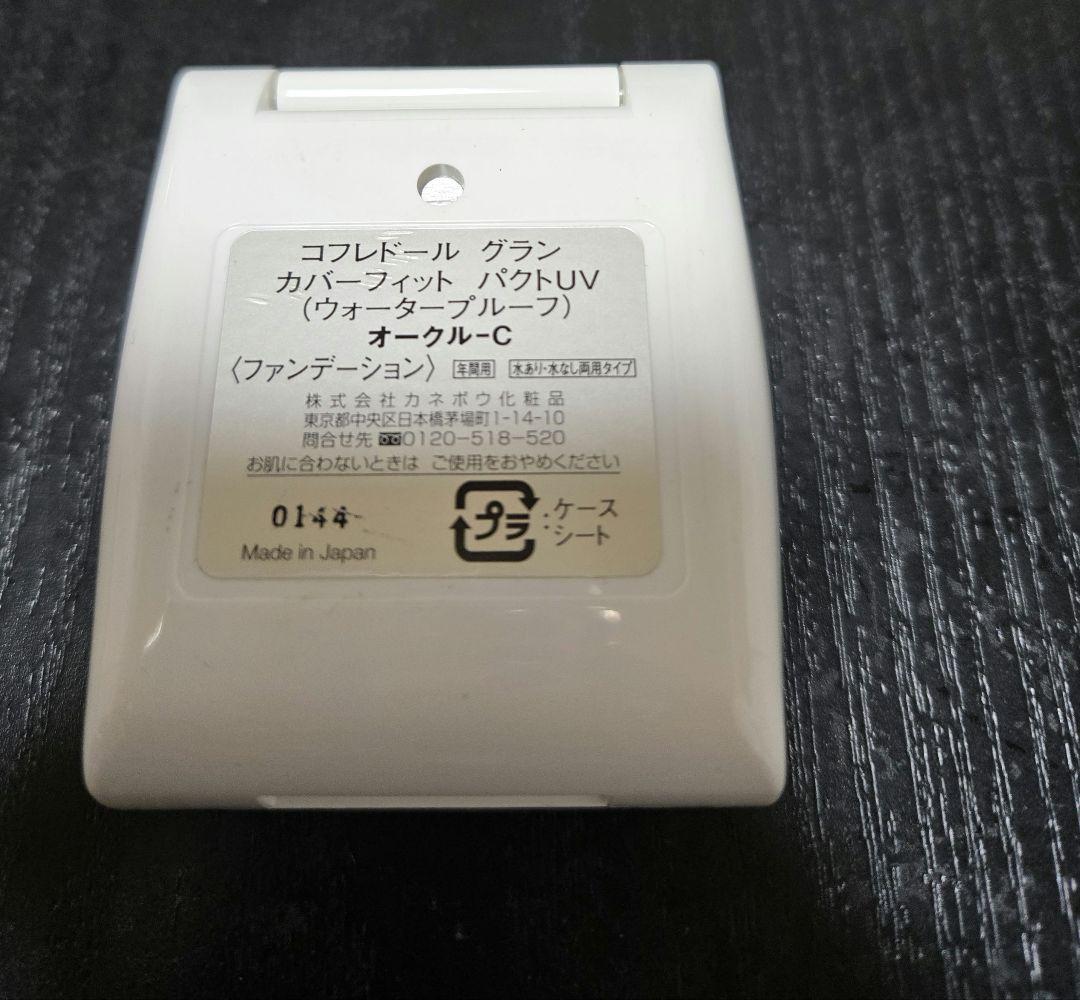 コフレドール グラン
カバーフィット パクトUV
(ウォータープルーフ)
オークル-C
〈ファンデーション〉 年間用 水あり・水なし両用タイプ
株式会社カネボウ化粧品
東京都中央区日本橋茅場町1-14-10
問合せ先 0120-518-520
お肌に合わないときは ご使用をおやめください
0144
Made in Japan
プラ :ケース
:シート